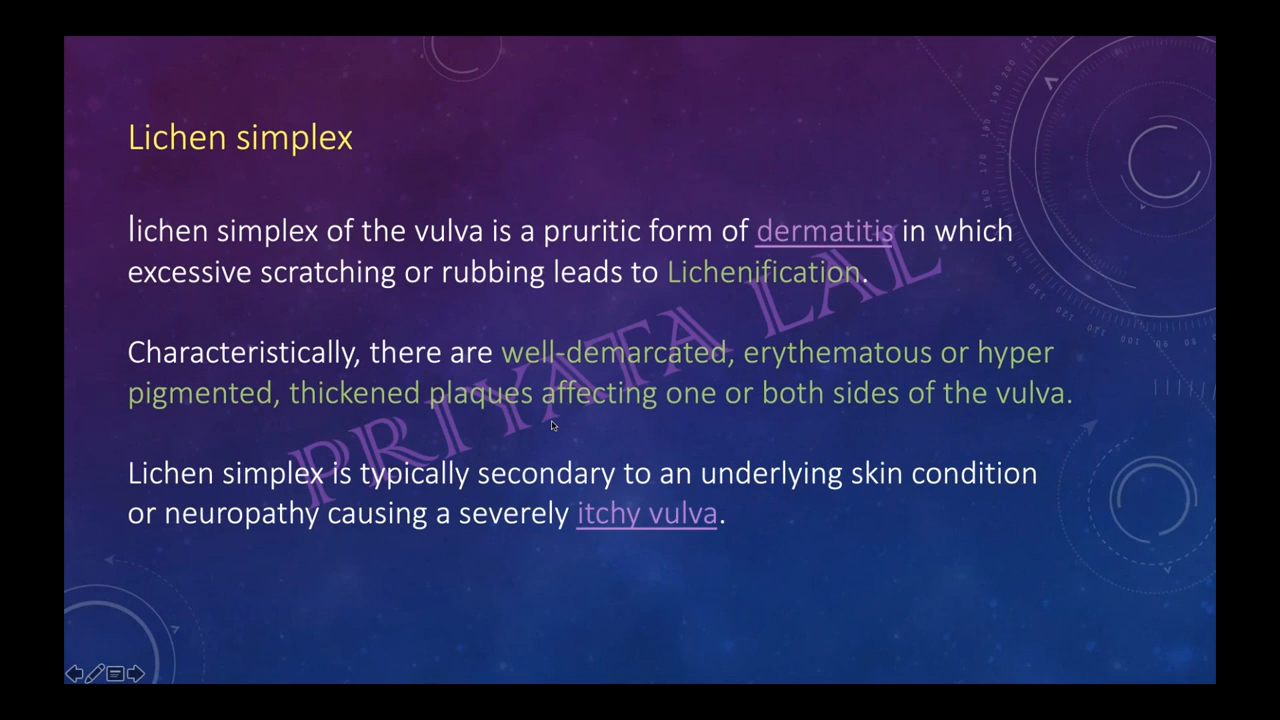 Lichen simplex
lichen simplex of the vulva is a pruritic form of dermatitis in which
excessive scratching or rubbing leads to Lichenification.
Characteristically, there are well-demarcated, erythematous or hyper
pigmented, thickened plaques affecting one or both sides of the vulva.
Lichen simplex is typically secondary to an underlying skin condition
or neuropathy causing a severely itchy vulva.
PRIYATA LAL